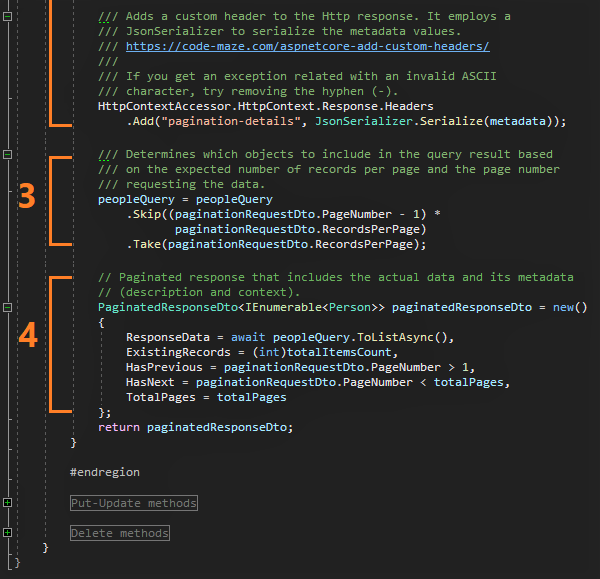 /// Adds a custom header to the Http response. It employs a
/// JsonSerializer to serialize the metadata values.
/// https://code-maze.com/aspnetcore-add-custom-headers/
///
/// If you get an exception related with an invalid ASCII
/// character, try removing the hyphen (-).
HttpContextAccessor.HttpContext.Response.Headers
.Add("pagination-details", JsonSerializer.Serialize(metadata));
/// Determines which objects to include in the query result based
/// on the expected number of records per page and the page number
/// requesting the data.
3
peopleQuery = peopleQuery
.Skip((paginationRequestDto.PageNumber - 1) *
paginationRequestDto.RecordsPerPage)
.Take(paginationRequestDto.RecordsPerPage);
// Paginated response that includes the actual data and its metadata
// (description and context).
PaginatedResponseDto<IEnumerable<Person>> paginatedResponseDto = new()
{
4
ResponseData = await peopleQuery.ToListAsync(),
ExistingRecords = (int)totalItemsCount,
HasPrevious = paginationRequestDto.PageNumber > 1,
HasNext = paginationRequestDto.PageNumber < totalPages,
TotalPages = totalPages
};
return paginatedResponseDto;
}
#endregion
Put-Update methods
Delete methods
}
}